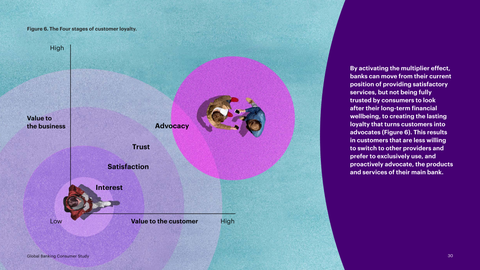 Figure 6. The Four stages of customer loyalty.
High
Value to
the business
Advocacy
Trust
Satisfaction
Interest
Low
Value to the customer
High
By activating the multiplier effect,
banks can move from their current
position of providing satisfactory
services, but not being fully
trusted by consumers to look
after their long-term financial
wellbeing, to creating the lasting
loyalty that turns customers into
advocates (Figure 6). This results
in customers that are less willing
to switch to other providers and
prefer to exclusively use, and
proactively advocate, the products
and services of their main bank.
Global Banking Consumer Study
30